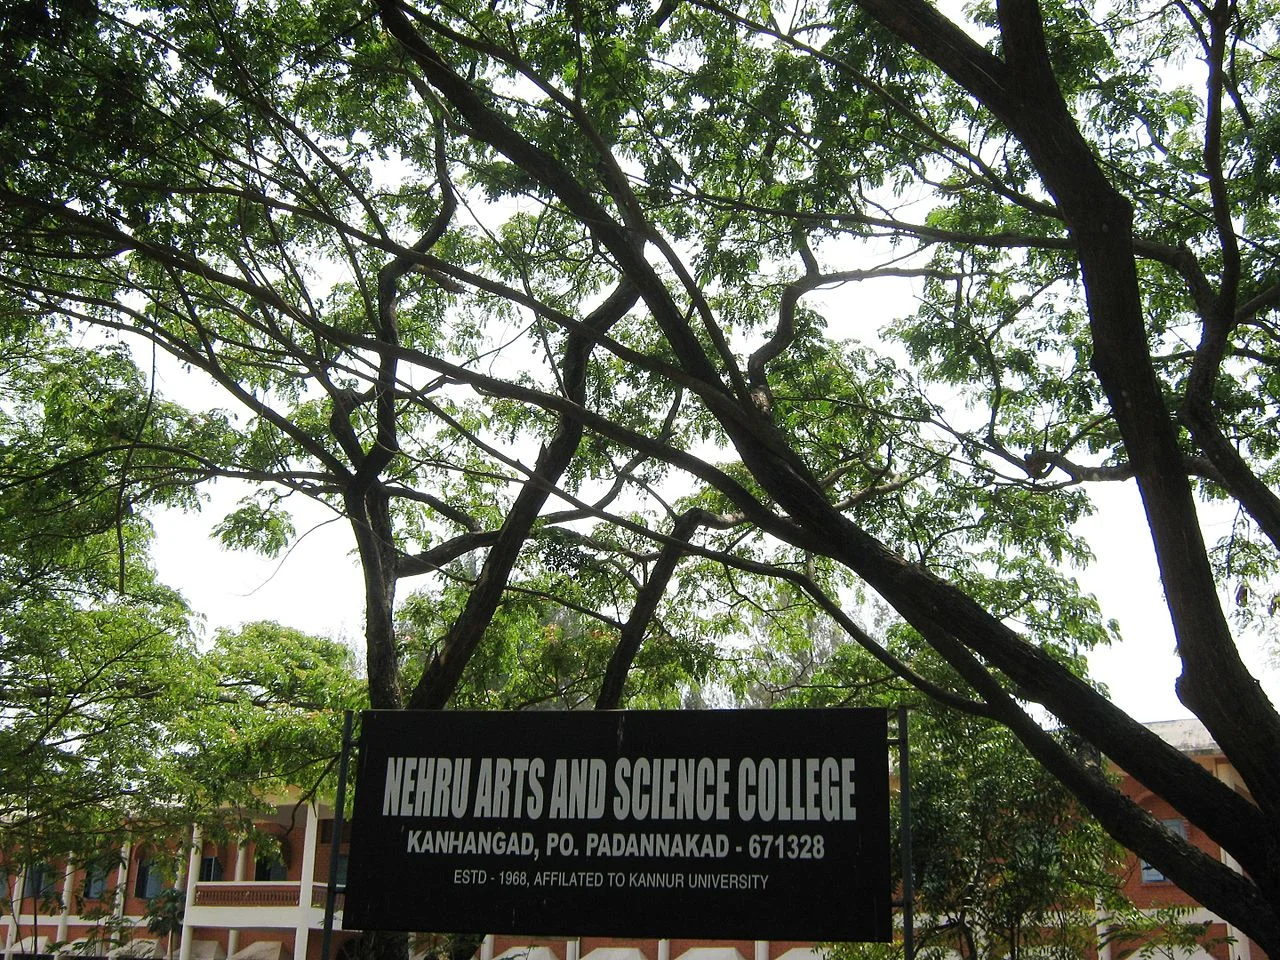 NEHRU ARTS AND SCIENCE COLLEGE
KANHANGAD, PO. PADANNAKAD - 671328
ESTD - 1968, AFFILATED TO KANNUR UNIVERSITY